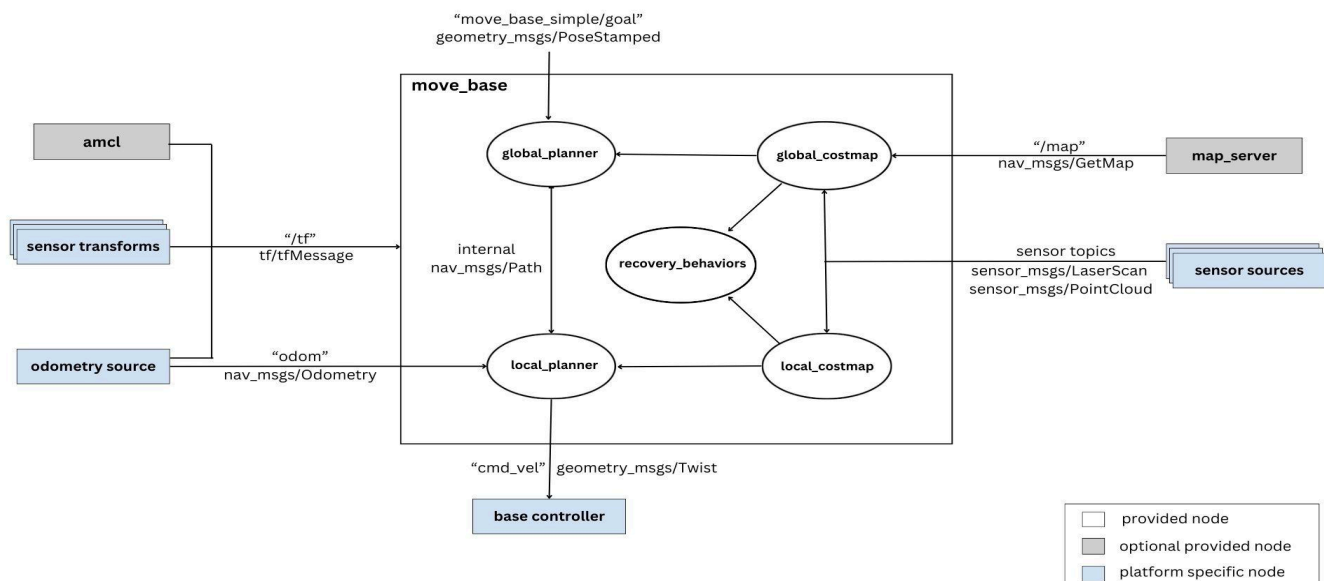 “move_base_simple/goal”
geometry_msgs/PoseStamped
move_base
amcl
global_planner
global_costmap
“/map”
nav_msgs/GetMap
map_server
sensor transforms
“/tf”
tf/tfMessage
internal
nav_msgs/Path
recovery_behaviors
sensor topics
sensor_msgs/LaserScan
sensor_msgs/PointCloud
sensor sources
odometry source
“odom”
nav_msgs/Odometry
local_planner
local_costmap
“cmd_vel” geometry_msgs/Twist
base controller
provided node
optional provided node
platform specific node